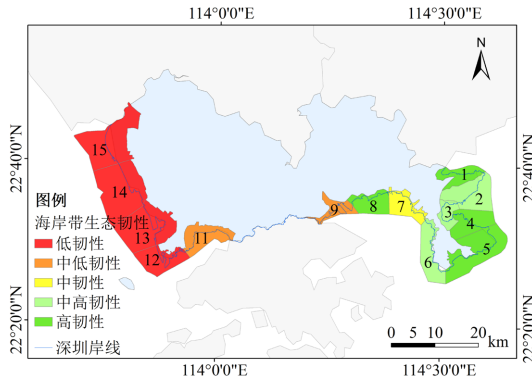 114°0'0"E 114°30'0"E
N
22°40'0"N 22°40'0"N
15
14
13
12
11
9
8
7
1
2
3
4
5
6
图例
海岸带生态韧性
低韧性
中低韧性
中韧性
中高韧性
高韧性
深圳岸线
0 5 10 20
km
22°20'0"N 22°20'0"N
114°0'0"E 114°30'0"E